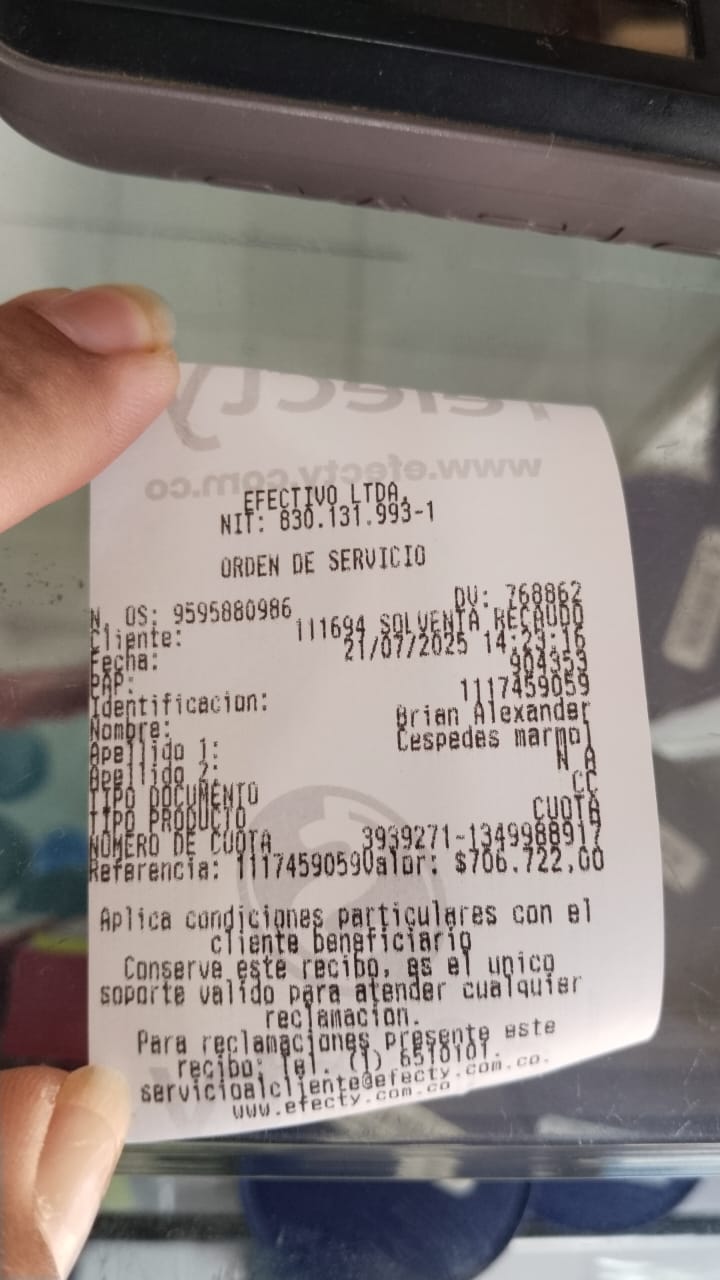 efecty
www.efecty.com.co
EFECTIVO LTDA.
NIT: 830.131.993-1
ORDEN DE SERVICIO
DV: 768862
N. OS: 9595880986
Cliente: 111694 SOLVENTA RECAUDO
Fecha: 21/07/2025 14:23:16
PAP: 904353
Identificacion: 1117459059
Nombre: Brian Alexander
Apellido 1: Cespedes marmol
Apellido 2: N A
TIPO DOCUMENTO CC
TIPO PRODUCTO CUOTA
NUMERO DE CUOTA 3939271-1349988917
Referencia: 1117459059Valor: $706.722,00
Aplica condiciones particulares con el
cliente beneficiario
Conserve este recibo, es el unico
soporte valido para atender cualquier
reclamacion.
Para reclamaciones presente este
recibo: Tel. (1) 6510101.
servicioalcliente@efecty.com.co.
www.efecty.com.co